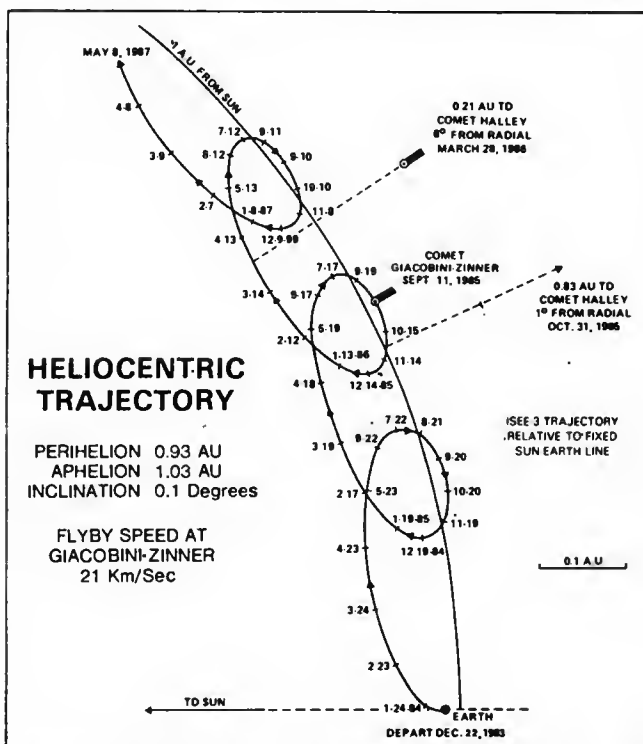 MAY 8, 1987
1 A.U. FROM SUN
4-8
7-12
9-11
3-9
8-12
9-10
2-7
5-13
19-10
1-8-87
11-8
4 13
12-9-99
0.21 AU TO
COMET HALLEY
8° FROM RADIAL
MARCH 28, 1986
COMET
GIACOBINI-ZINNER
SEPT 11, 1985
7-17
9-19
3-14
9-17
0.83 AU TO
COMET HALLEY
1° FROM RADIAL
OCT. 31, 1985
5-19
10-15
2-12
1-13-86
11-14
12 14-85
4-18
HELIOCENTRIC
TRAJECTORY
PERIHELION 0.93 AU
APHELION 1.03 AU
INCLINATION 0.1 Degrees
FLYBY SPEED AT
GIACOBINI-ZINNER
21 Km/Sec
7 22
8-21
9-22
9-20
3 19
ISEE 3 TRAJECTORY
RELATIVE TO FIXED
SUN EARTH LINE
2 17
5-23
10-20
1-19-85
11-19
12 19-84
4-23
0.1 A U
3-24
2 23
TO SUN
1-24-84
EARTH
DEPART DEC. 22, 1983